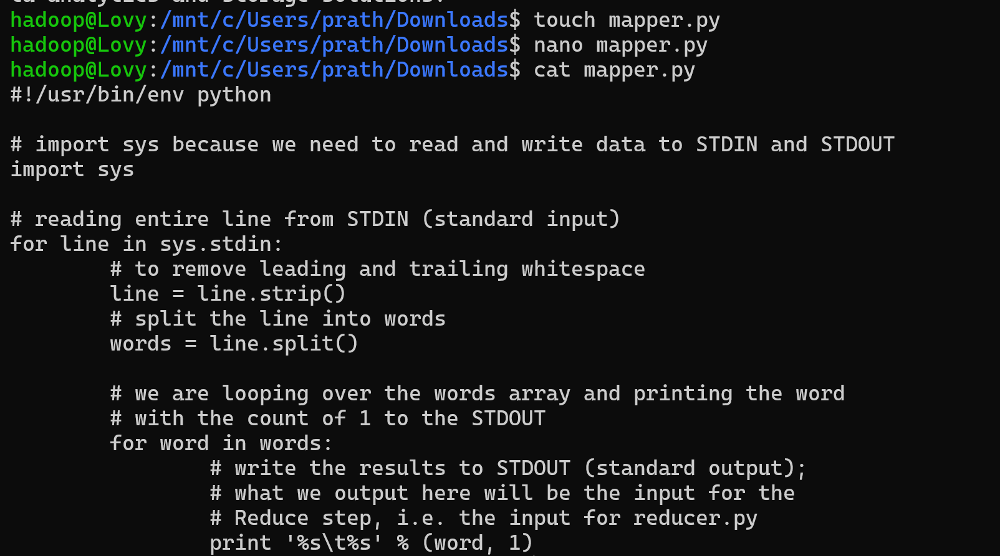 analytics and storage solutions.
hadoop@Lovy:/mnt/c/Users/prath/Downloads$ touch mapper.py
hadoop@Lovy:/mnt/c/Users/prath/Downloads$ nano mapper.py
hadoop@Lovy:/mnt/c/Users/prath/Downloads$ cat mapper.py
#!/usr/bin/env python

# import sys because we need to read and write data to STDIN and STDOUT
import sys

# reading entire line from STDIN (standard input)
for line in sys.stdin:
        # to remove leading and trailing whitespace
        line = line.strip()
        # split the line into words
        words = line.split()

        # we are looping over the words array and printing the word
        # with the count of 1 to the STDOUT
        for word in words:
                # write the results to STDOUT (standard output);
                # what we output here will be the input for the
                # Reduce step, i.e. the input for reducer.py
                print '%s\t%s' % (word, 1)